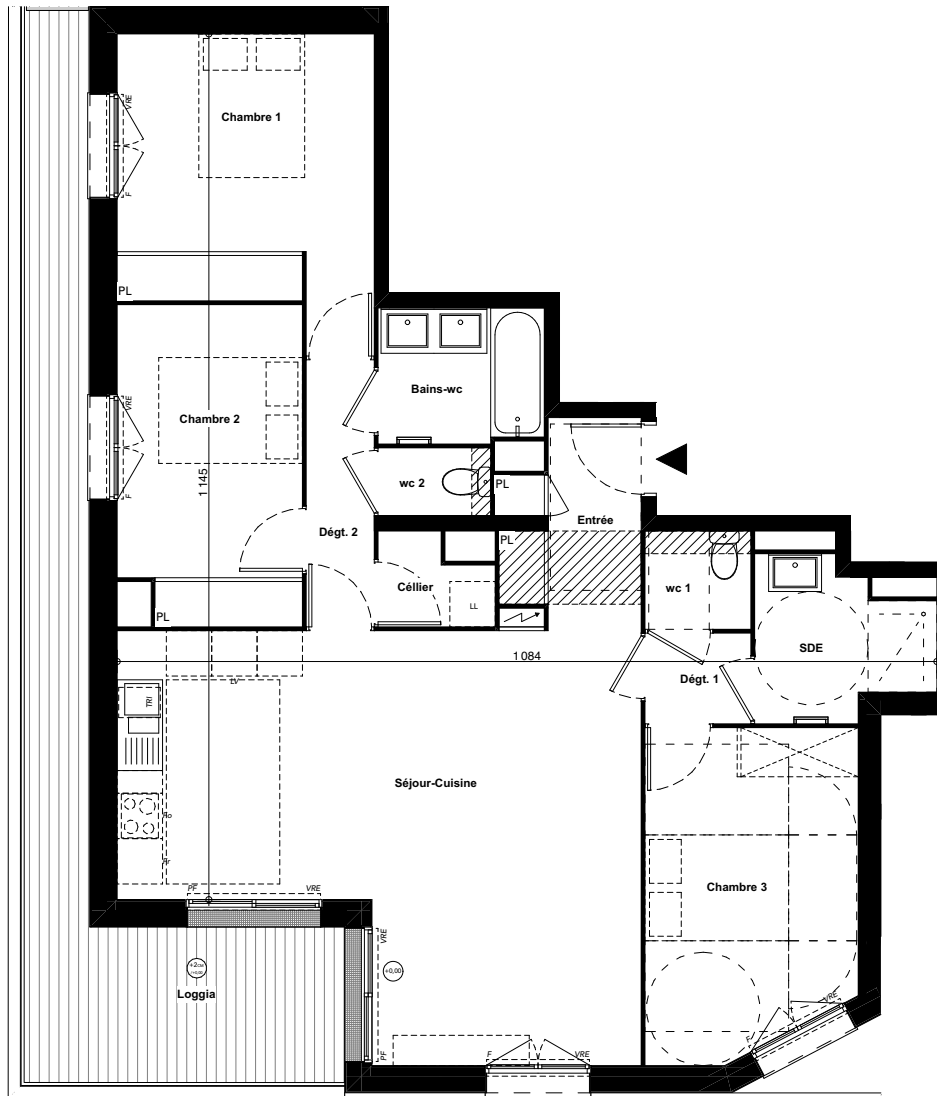 VRE
Chambre 1
F
PL
Bains-wc
VRE
Chambre 2
F
1 145
wc 2
PL
Entrée
Dégt. 2
PL
Céllier
LL
wc 1
PL
SDE
1 084
Dégt. 1
LV
TRI
Séjour-Cuisine
Fr
Chambre 3
PF
VRE
VRE
+2CM
+0,00
Loggia
VRE
PF
F
VRE
F